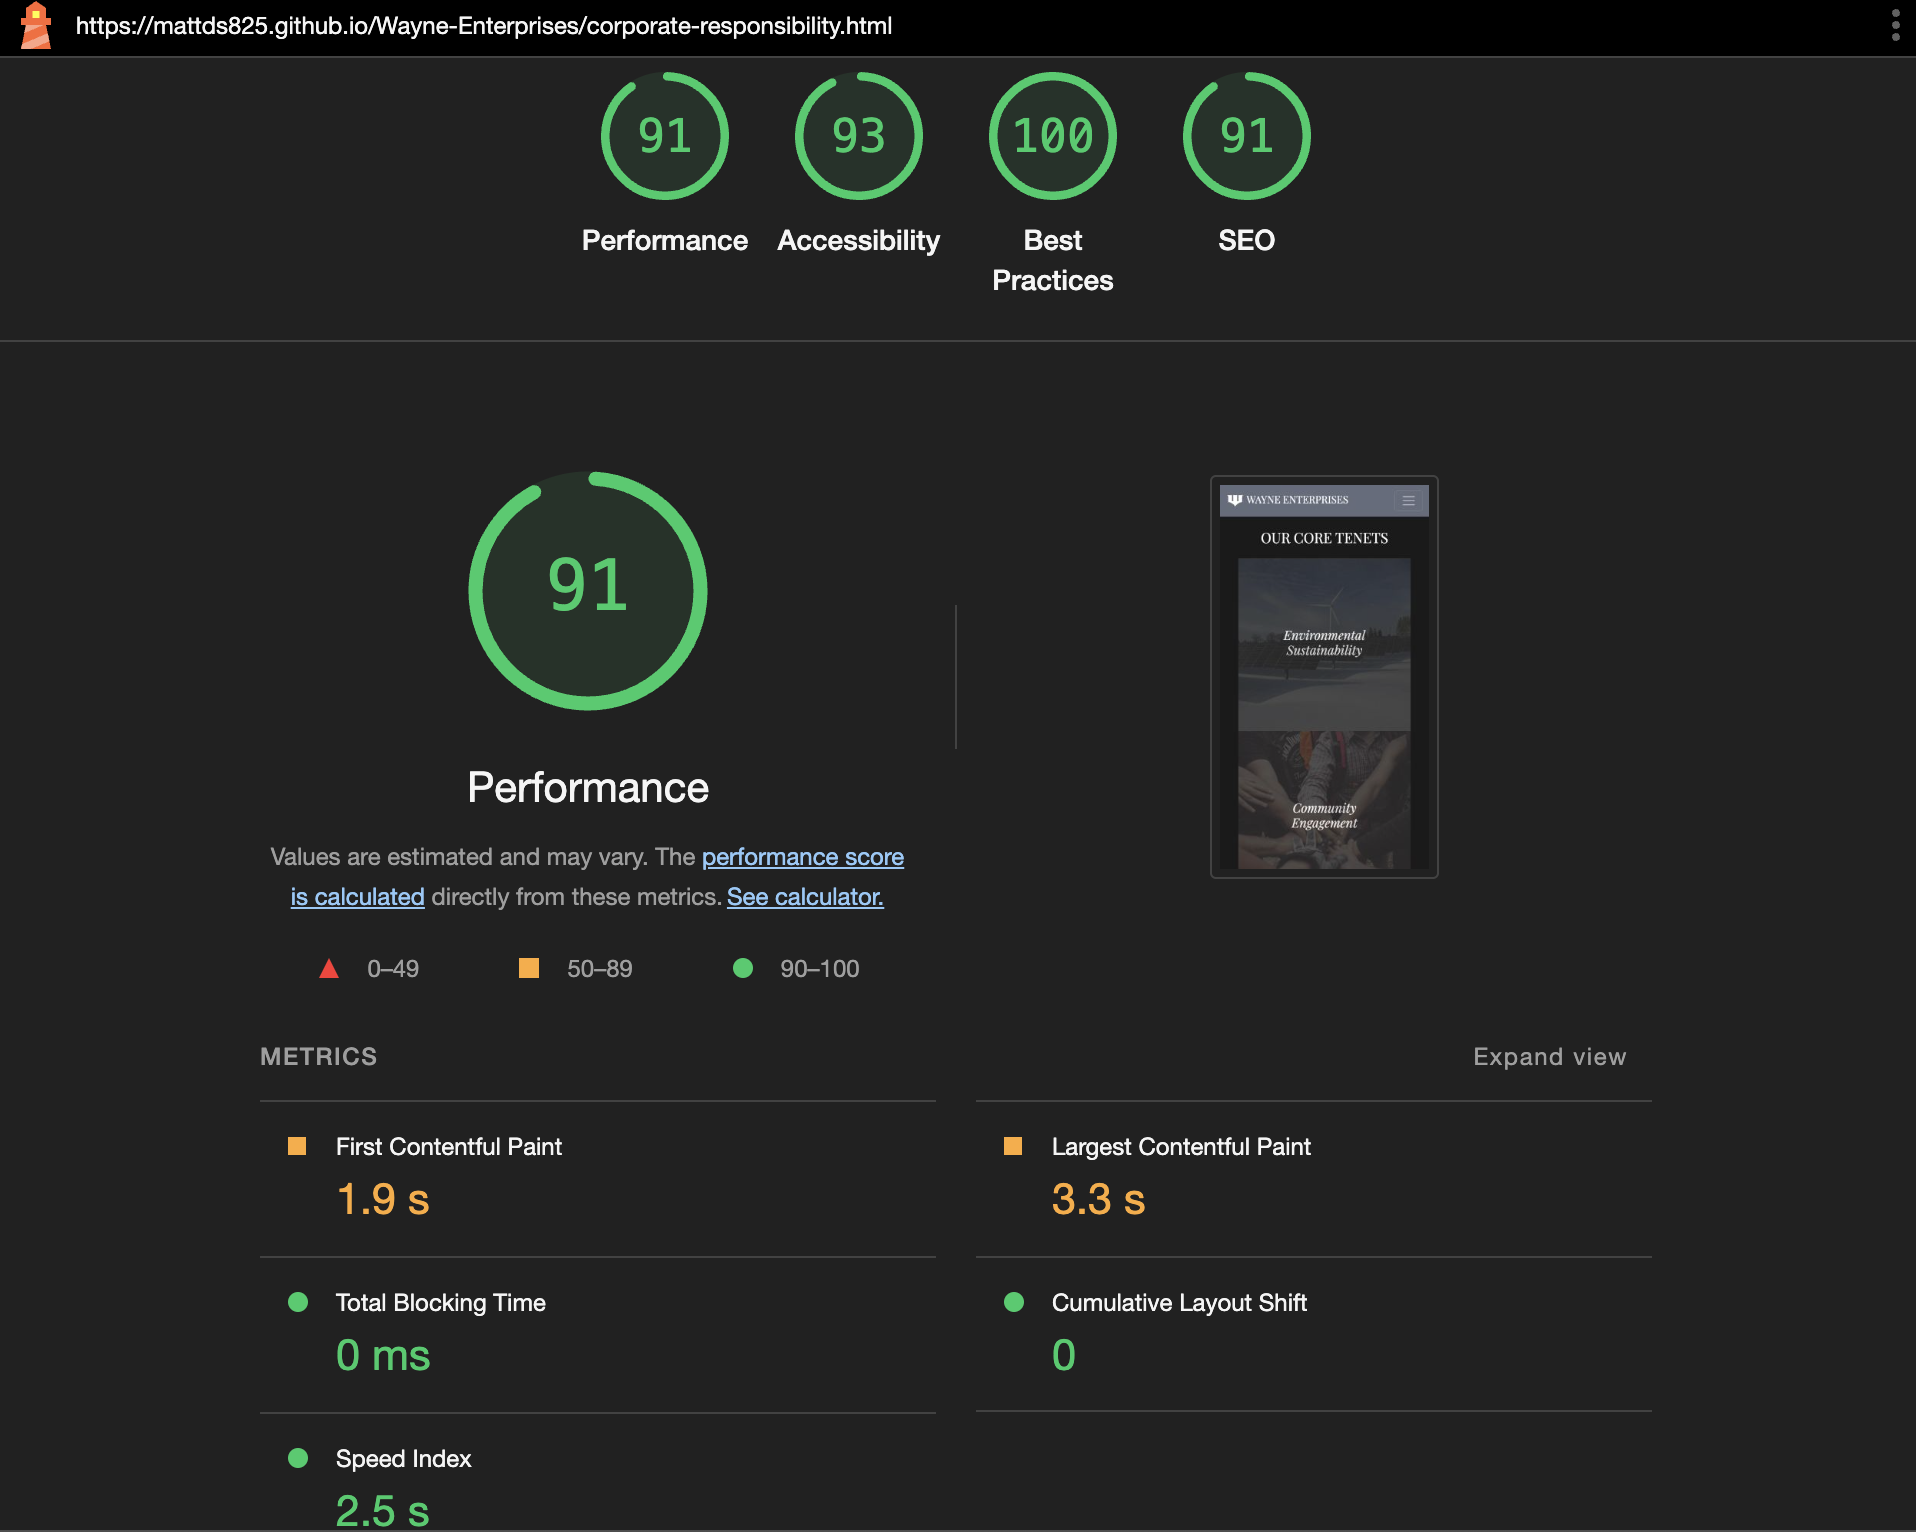 https://mattds825.github.io/Wayne-Enterprises/corporate-responsibility.html
91
93
100
91
Performance
Accessibility
Best
Practices
SEO
91
Performance
Values are estimated and may vary. The performance score
is calculated directly from these metrics. See calculator.
0–49
50–89
90–100
WAYNE ENTERPRISES
OUR CORE TENETS
Environmental
Sustainability
Community
Engagement
METRICS
Expand view
First Contentful Paint
1.9 s
Largest Contentful Paint
3.3 s
Total Blocking Time
0 ms
Cumulative Layout Shift
0
Speed Index
2.5 s